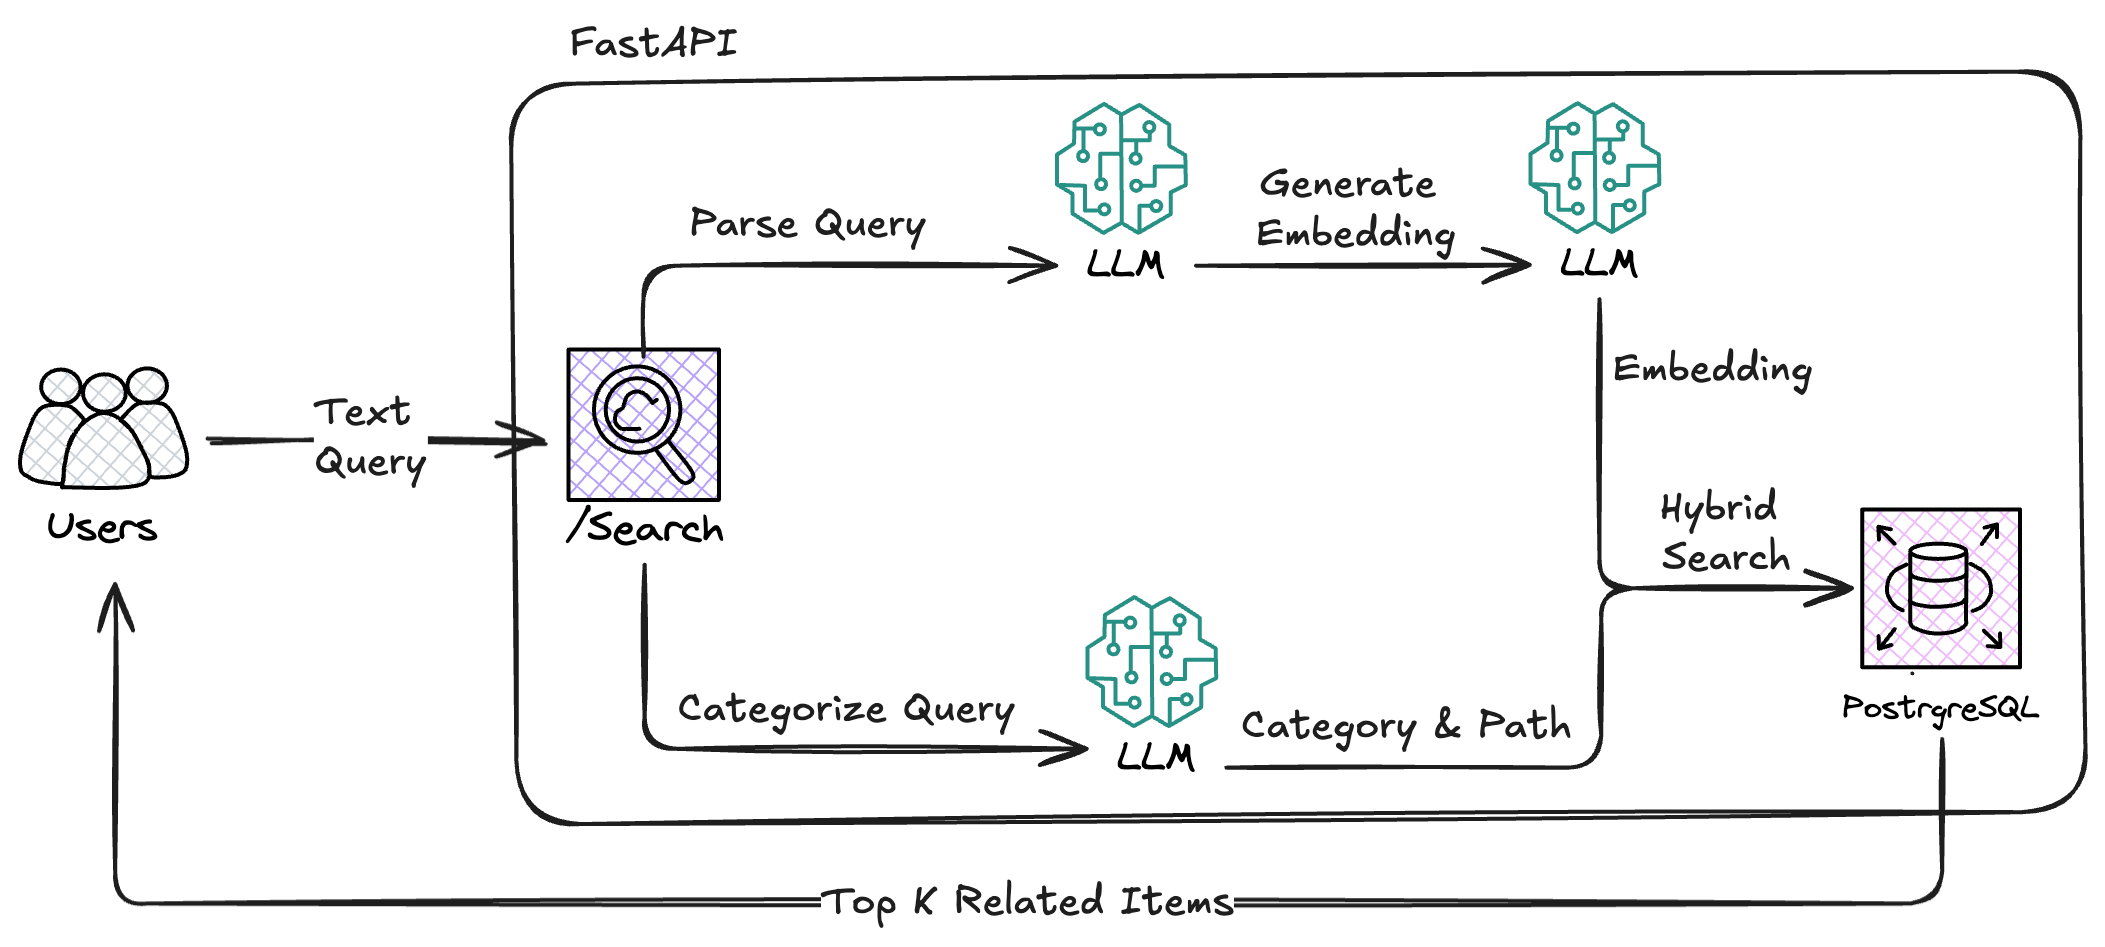 FastAPI
Parse Query
LLM
Generate
Embedding
LLM
Embedding
Text
Query
Users
/Search
Hybrid
Search
PostrgreSQL
Categorize Query
LLM
Category & Path
Top K Related Items